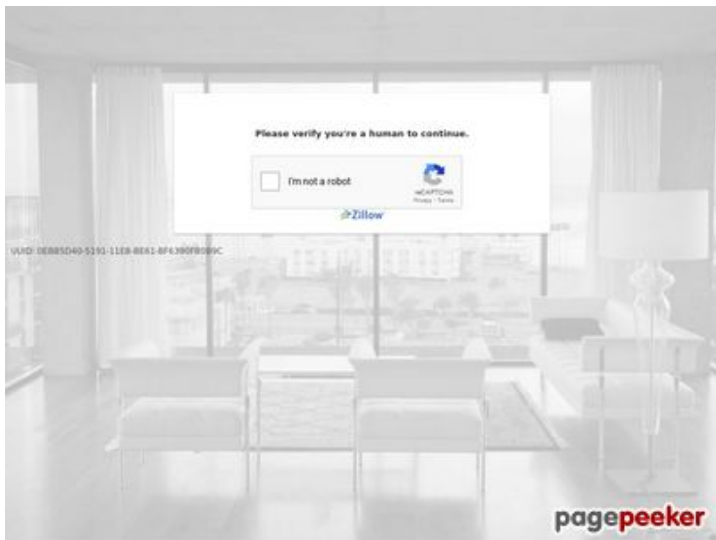 Please verify you're a human to continue.
I'm not a robot
reCAPTCHA
Privacy - Terms
Zillow
pagepeeker